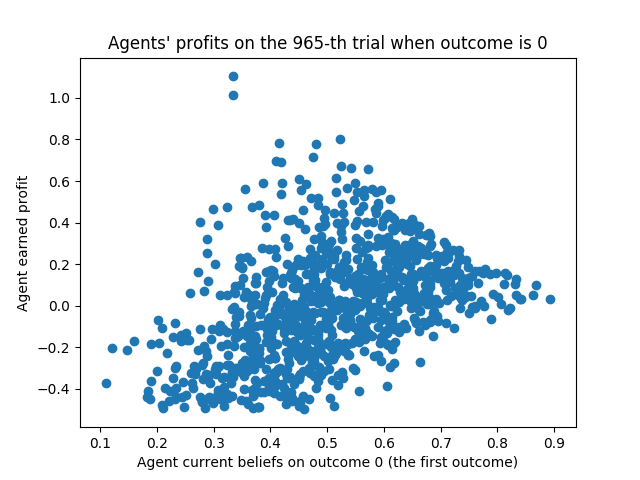 Agents' profits on the 965-th trial when outcome is 0
Agent earned profit
1.0
0.8
0.6
0.4
0.2
0.0
−0.2
−0.4
0.1 0.2 0.3 0.4 0.5 0.6 0.7 0.8 0.9
Agent current beliefs on outcome 0 (the first outcome)